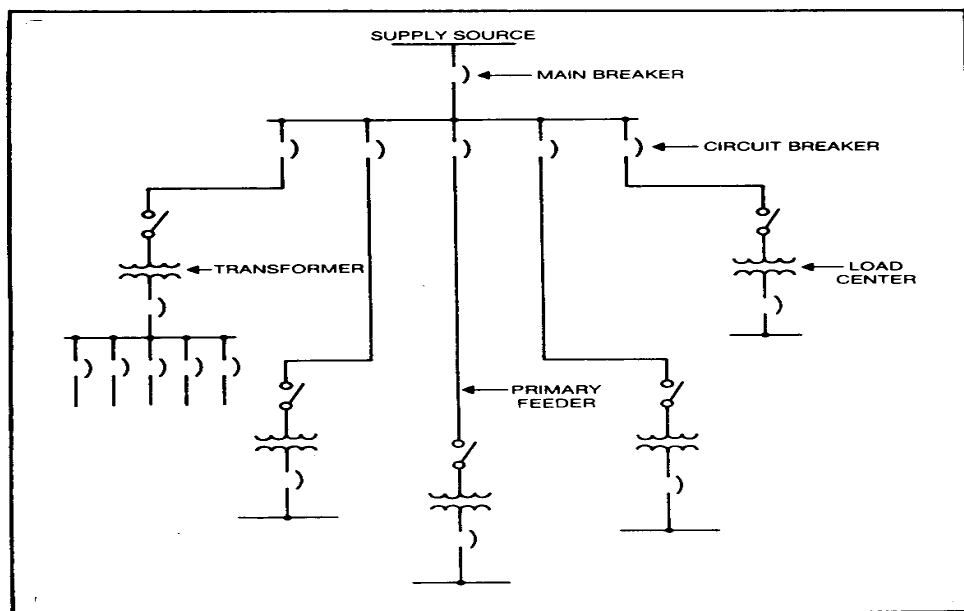 SUPPLY SOURCE
MAIN BREAKER
CIRCUIT BREAKER
TRANSFORMER
LOAD
CENTER
PRIMARY
FEEDER